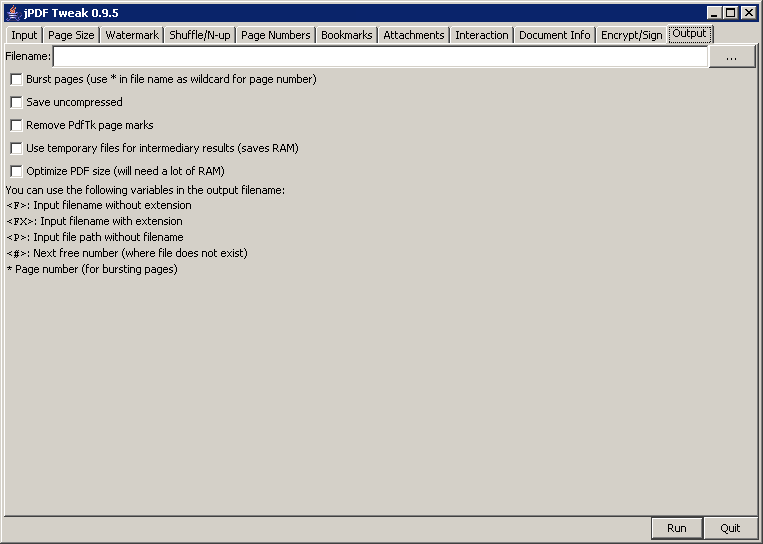 jPDF Tweak 0.9.5
Input Page Size Watermark Shuffle/N-up Page Numbers Bookmarks Attachments Interaction Document Info Encrypt/Sign Output
Filename: ...
Burst pages (use * in file name as wildcard for page number)
Save uncompressed
Remove PdfTk page marks
Use temporary files for intermediary results (saves RAM)
Optimize PDF size (will need a lot of RAM)
You can use the following variables in the output filename:
<F>: Input filename without extension
<FX>: Input filename with extension
<P>: Input file path without filename
<#>: Next free number (where file does not exist)
* Page number (for bursting pages)
Run Quit